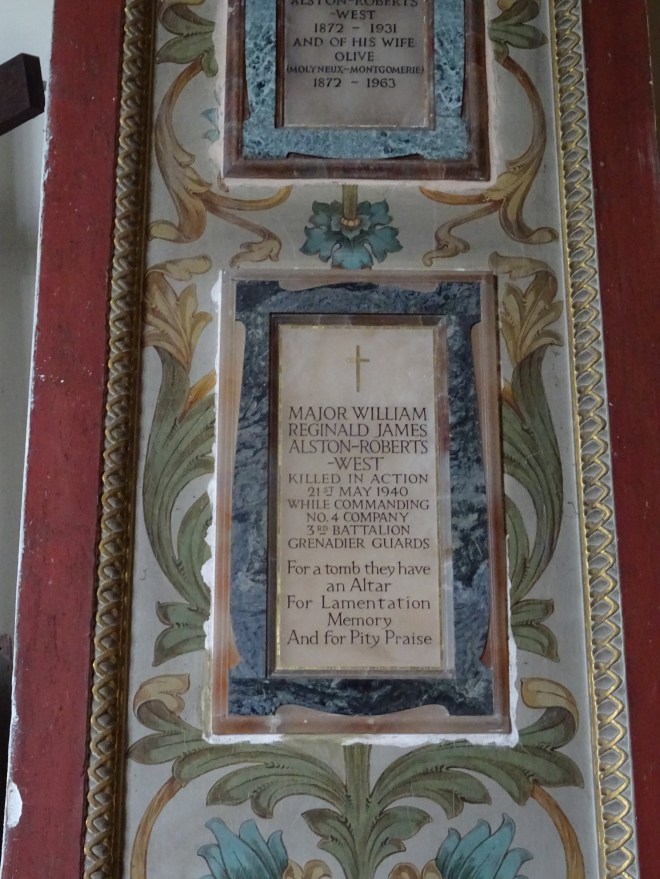 ALSTON-ROBERTS
-WEST
1872 - 1931
AND OF HIS WIFE
OLIVE
(MOLYNEUX-MONTGOMERIE)
1872 - 1963
MAJOR WILLIAM
REGINALD JAMES
ALSTON-ROBERTS
-WEST
KILLED IN ACTION
21ST MAY 1940
WHILE COMMANDING
NO. 4 COMPANY
3RD BATTALION
GRENADIER GUARDS
For a tomb they have
an Altar
For Lamentation
Memory
And for Pity Praise